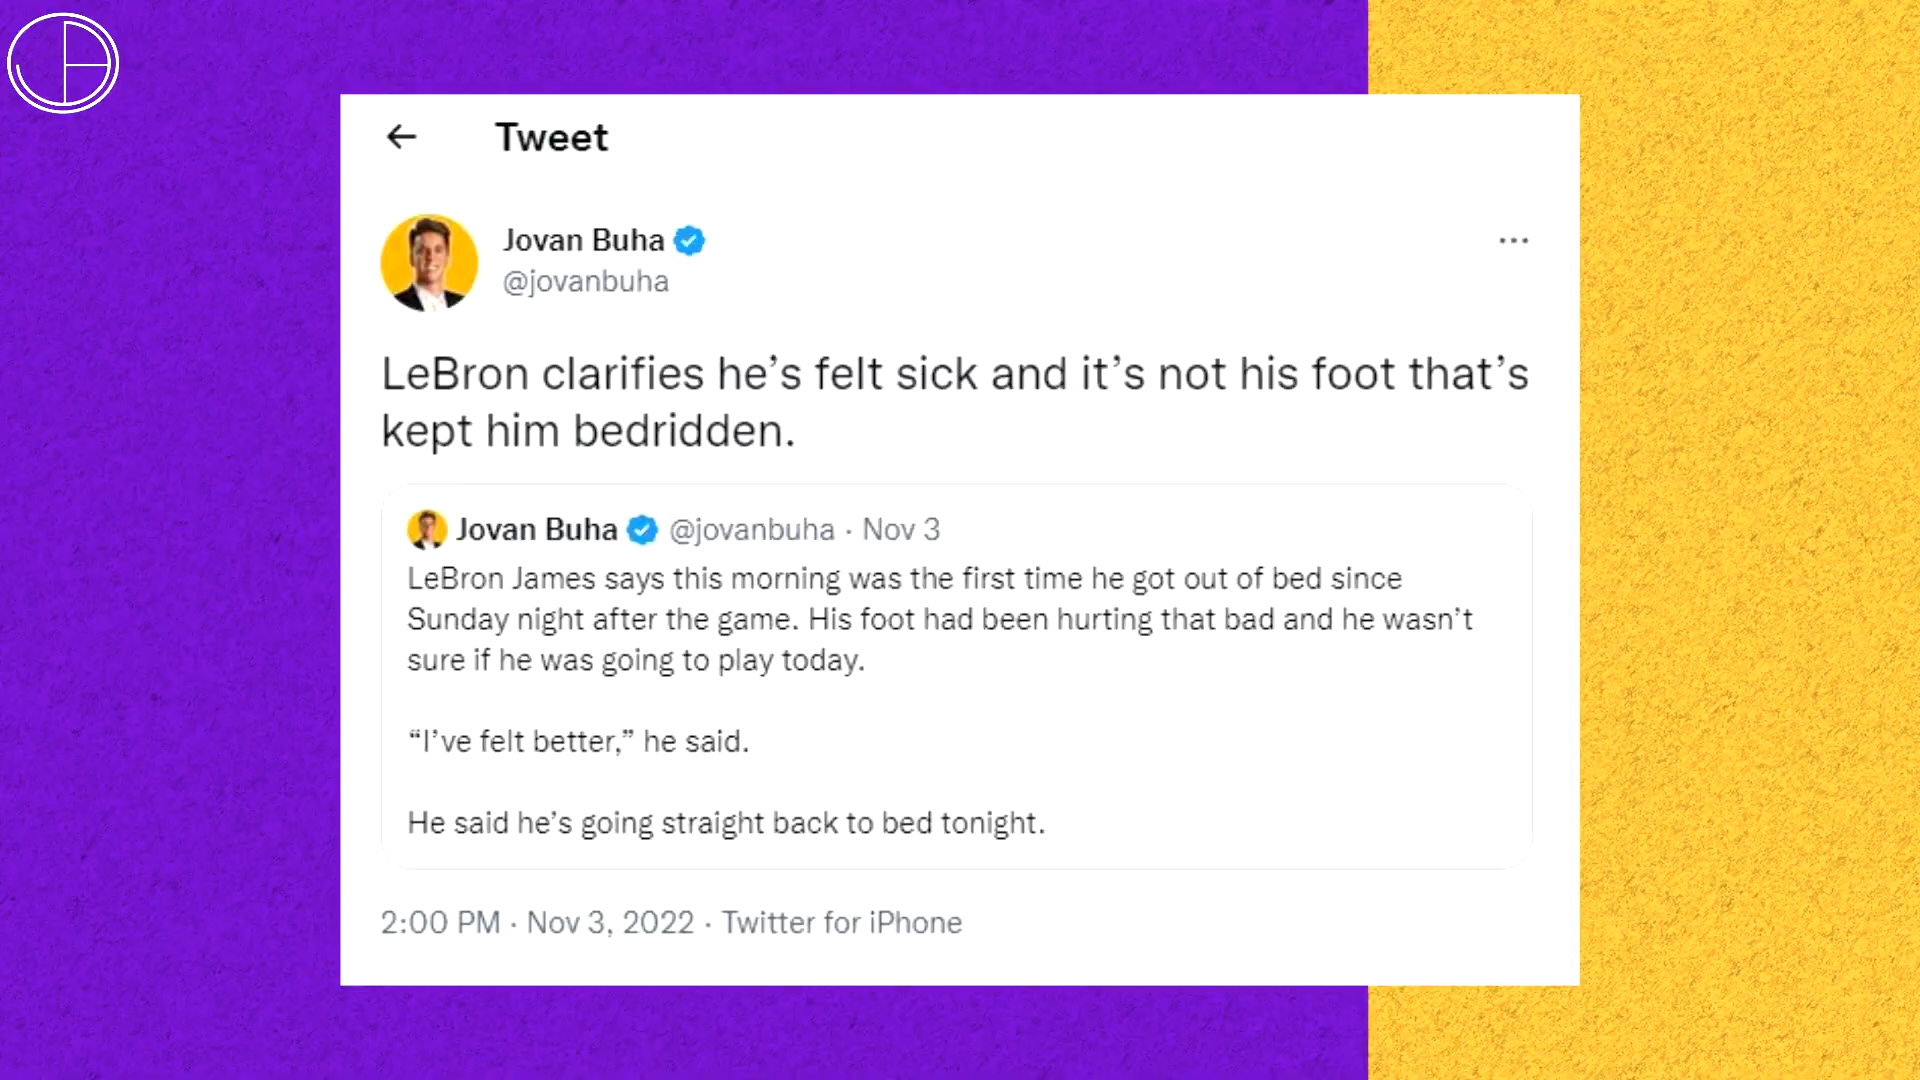 Tweet
Jovan Buha
@jovanbuha
LeBron clarifies he’s felt sick and it’s not his foot that’s
kept him bedridden.
Jovan Buha @jovanbuha · Nov 3
LeBron James says this morning was the first time he got out of bed since
Sunday night after the game. His foot had been hurting that bad and he wasn’t
sure if he was going to play today.
“I’ve felt better,” he said.
He said he’s going straight back to bed tonight.
2:00 PM · Nov 3, 2022 · Twitter for iPhone